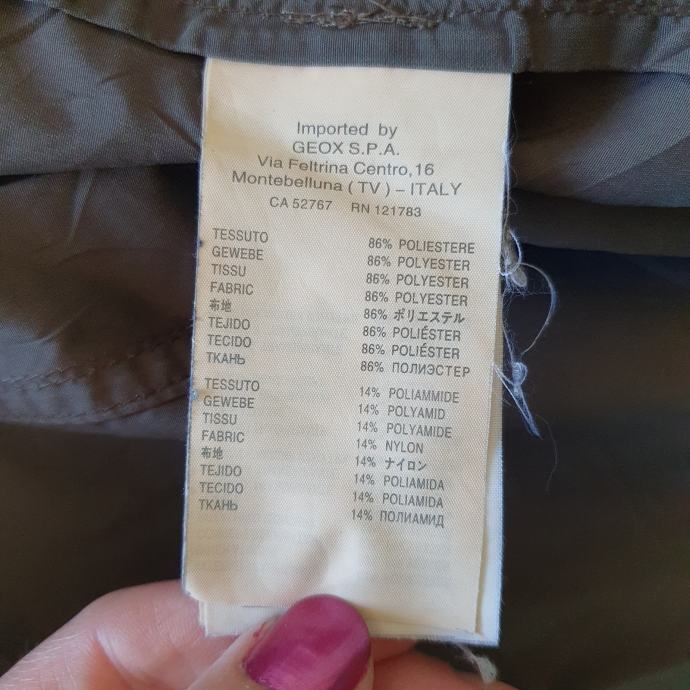 Imported by
GEOX S.P.A.
Via Feltrina Centro,16
Montebelluna ( TV ) – ITALY
CA 52767 RN 121783
TESSUTO 86% POLIESTERE
GEWEBE 86% POLYESTER
TISSU 86% POLYESTER
FABRIC 86% POLYESTER
布地 86% ポリエステル
TEJIDO 86% POLIÉSTER
TECIDO 86% POLIÉSTER
ТКАНЬ 86% ПОЛИЭСТЕР
TESSUTO 14% POLIAMMIDE
GEWEBE 14% POLYAMID
TISSU 14% POLYAMIDE
FABRIC 14% NYLON
布地 14% ナイロン
TEJIDO 14% POLIAMIDA
TECIDO 14% POLIAMIDA
ТКАНЬ 14% ПОЛИАМИД